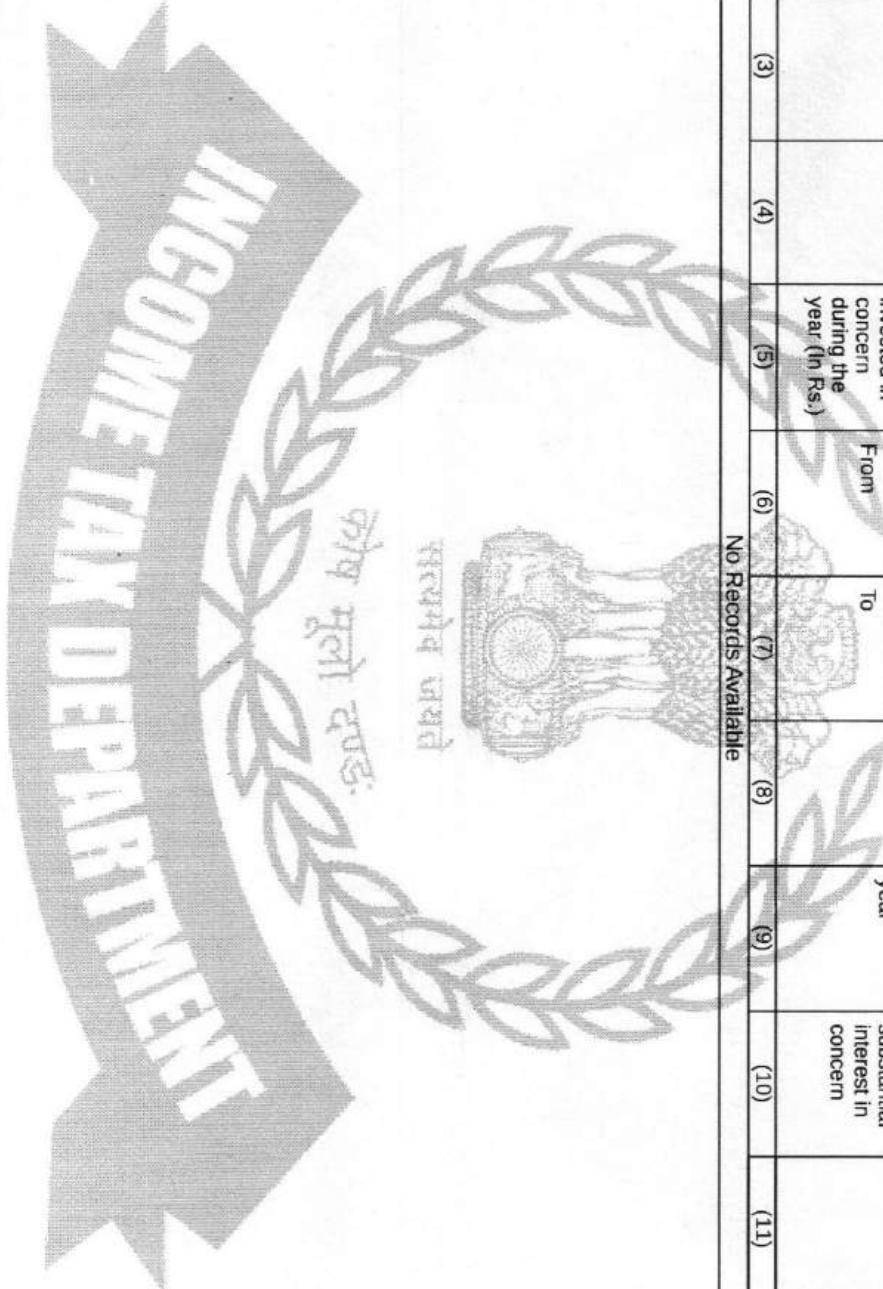 concern
during the
year (In Rs.)
From
To
year
interest in
concern
(3) (4) (5) (6) (7) (8) (9) (10) (11)
No Records Available
सत्यमेव जयते
कोष मूलो दण्डः
INCOME TAX DEPARTMENT